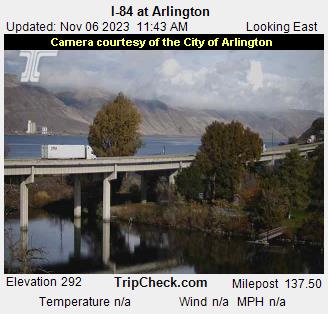 I-84 at Arlington
Updated: Nov 06 2023 11:43 AM Looking East
Camera courtesy of the City of Arlington
Elevation 292 TripCheck.com Milepost 137.50
Temperature n/a Wind n/a MPH n/a